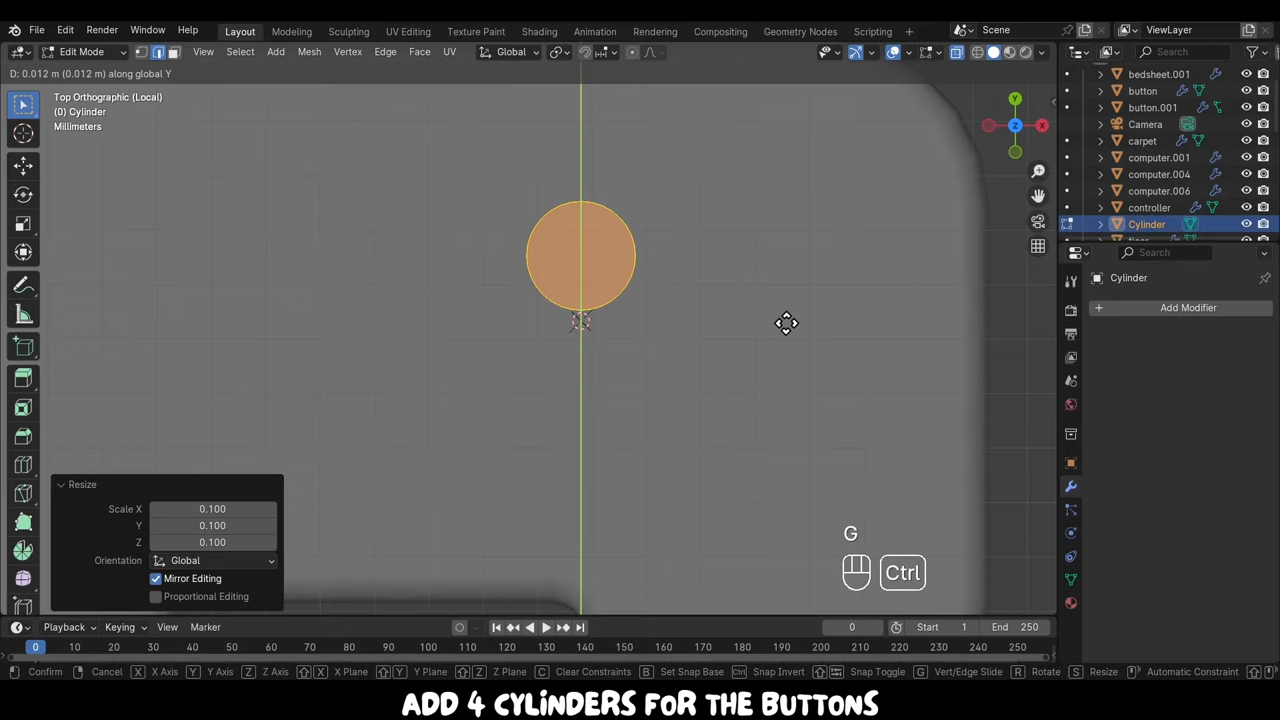 File Edit Render Window Help Layout Modeling Sculpting UV Editing Texture Paint Shading Animation Rendering Compositing Geometry Nodes Scripting + Scene ViewLayer
Edit Mode View Select Add Mesh Vertex Edge Face UV Global Search
D: 0.012 m (0.012 m) along global Y
Top Orthographic (Local)
(0) Cylinder
Millimeters
Y
X
Z
bedsheet.001
button
button.001
Camera
carpet
computer.001
computer.004
computer.006
controller
Cylinder
Search
Cylinder
+ Add Modifier
Resize
Scale X 0.100
Y 0.100
Z 0.100
Orientation Global
Mirror Editing
Proportional Editing
G
Ctrl
Playback Keying View Marker 0 Start 1 End 250
0 10 20 30 40 50 60 70 80 90 100 110 120 130 140 150 160 170 180 190 200 210 220 230 240 250
Confirm Cancel X X Axis Y Y Axis Z Z Axis X X Plane Y Y Plane Z Z Plane C Clear Constraints B Set Snap Base Ctrl Snap Invert Snap Toggle G Vert/Edge Slide R Rotate S Resize Automatic Constraint
ADD 4 CYLINDERS FOR THE BUTTONS